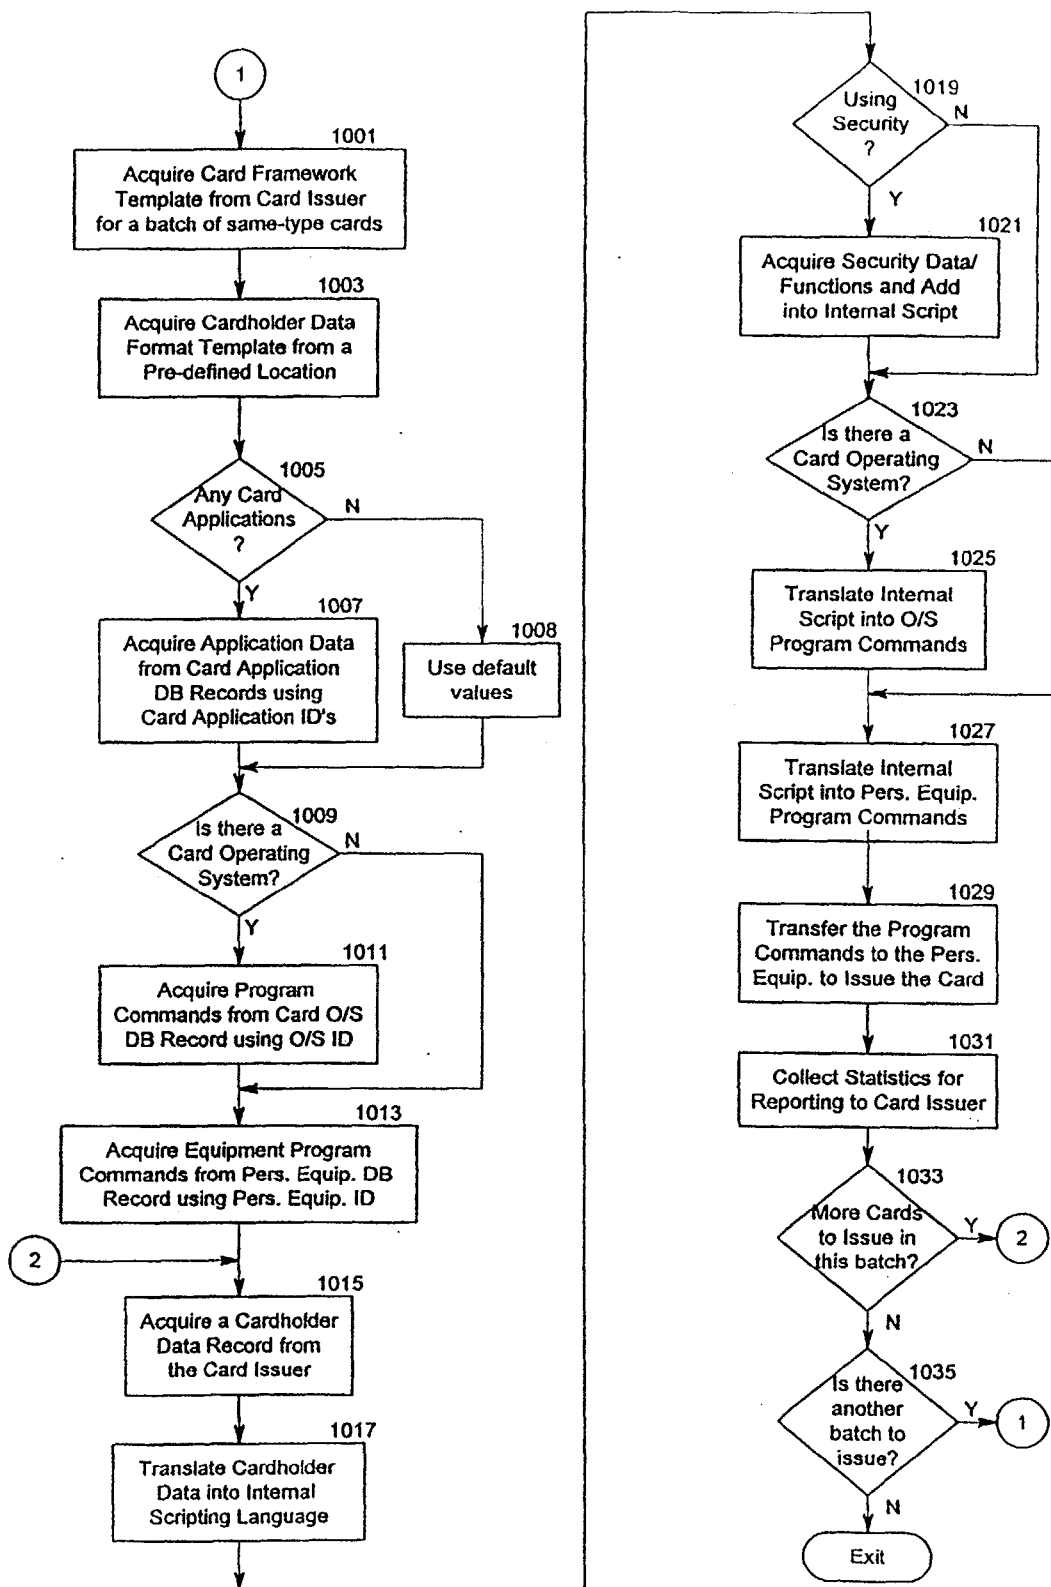 1
1001
Acquire Card Framework
Template from Card Issuer
for a batch of same-type cards
1003
Acquire Cardholder Data
Format Template from a
Pre-defined Location
1005
Any Card
Applications
?
N
Y
1007
Acquire Application Data
from Card Application
DB Records using
Card Application ID's
1008
Use default
values
1009
Is there a
Card Operating
System?
N
Y
1011
Acquire Program
Commands from Card O/S
DB Record using O/S ID
1013
Acquire Equipment Program
Commands from Pers. Equip. DB
Record using Pers. Equip. ID
2
1015
Acquire a Cardholder
Data Record from
the Card Issuer
1017
Translate Cardholder
Data into Internal
Scripting Language
1019
Using
Security
?
N
Y
1021
Acquire Security Data/
Functions and Add
into Internal Script
1023
Is there a
Card Operating
System?
N
Y
1025
Translate Internal
Script into O/S
Program Commands
1027
Translate Internal
Script into Pers. Equip.
Program Commands
1029
Transfer the Program
Commands to the Pers.
Equip. to Issue the Card
1031
Collect Statistics for
Reporting to Card Issuer
1033
More Cards
to Issue in
this batch?
Y
2
N
1035
Is there
another
batch to
issue?
Y
1
N
Exit